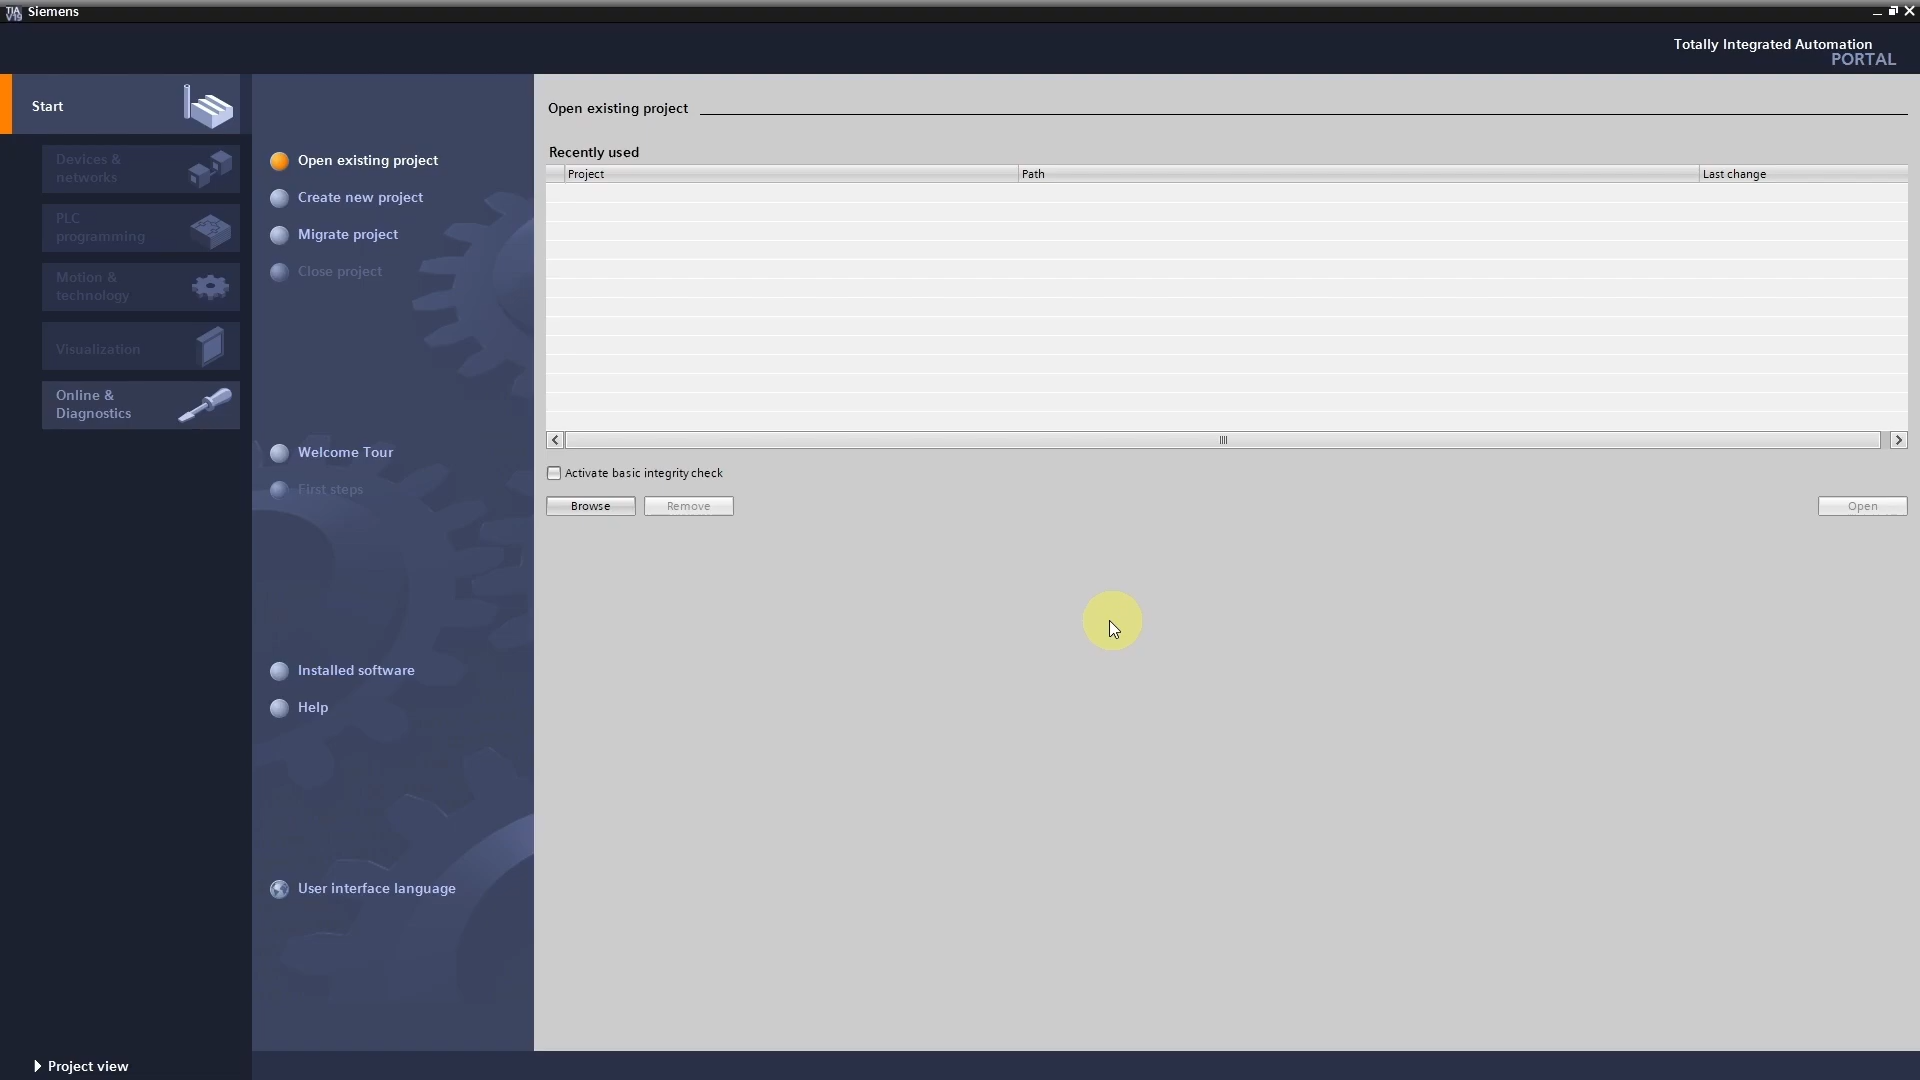 TIA
V19
Siemens
Totally Integrated Automation
PORTAL
Start
Devices &
networks
PLC
programming
Motion &
technology
Visualization
Online &
Diagnostics
Open existing project
Create new project
Migrate project
Close project
Welcome Tour
First steps
Installed software
Help
User interface language
Open existing project
Recently used
Project Path Last change
Activate basic integrity check
Browse Remove Open
Project view